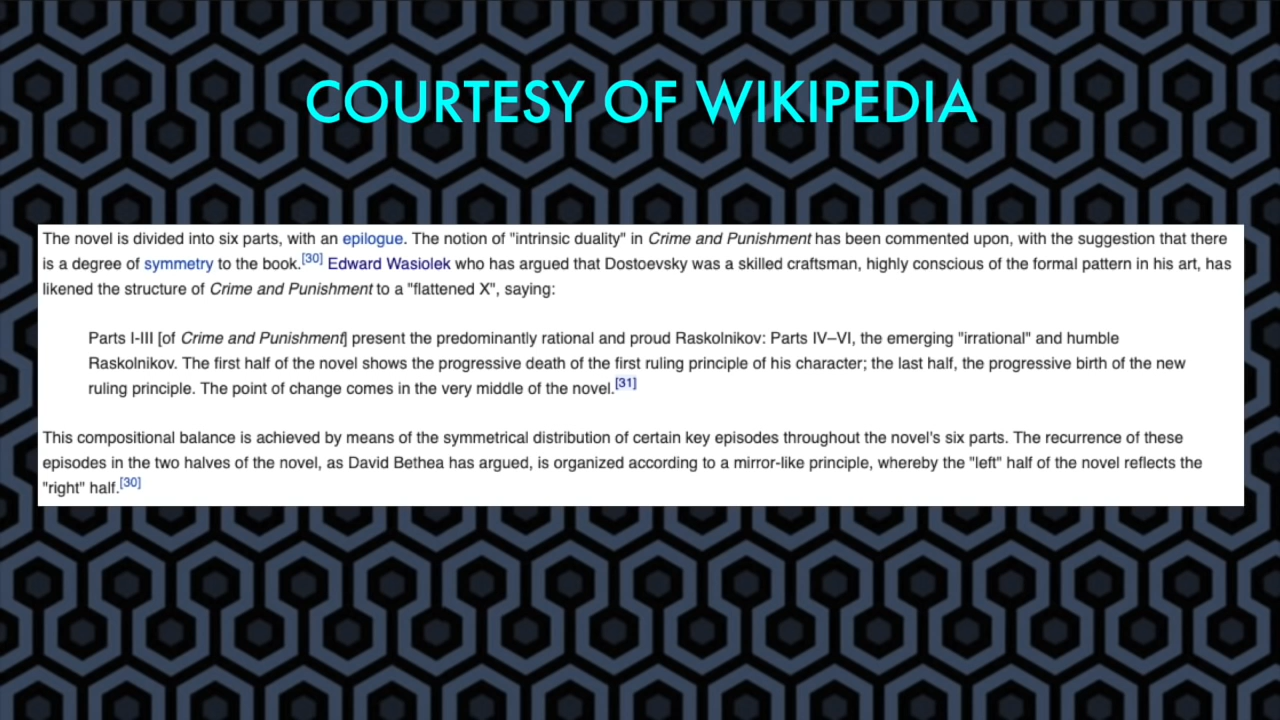 COURTESY OF WIKIPEDIA
The novel is divided into six parts, with an epilogue. The notion of "intrinsic duality" in Crime and Punishment has been commented upon, with the suggestion that there
is a degree of symmetry to the book.[30] Edward Wasiolek who has argued that Dostoevsky was a skilled craftsman, highly conscious of the formal pattern in his art, has
likened the structure of Crime and Punishment to a "flattened X", saying:
Parts I-III [of Crime and Punishment] present the predominantly rational and proud Raskolnikov: Parts IV–VI, the emerging "irrational" and humble
Raskolnikov. The first half of the novel shows the progressive death of the first ruling principle of his character; the last half, the progressive birth of the new
ruling principle. The point of change comes in the very middle of the novel.[31]
This compositional balance is achieved by means of the symmetrical distribution of certain key episodes throughout the novel's six parts. The recurrence of these
episodes in the two halves of the novel, as David Bethea has argued, is organized according to a mirror-like principle, whereby the "left" half of the novel reflects the
"right" half.[30]